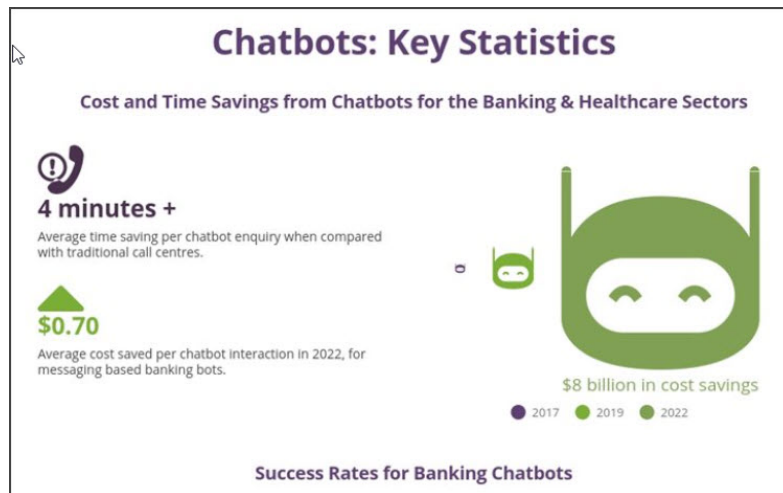 Chatbots: Key Statistics
Cost and Time Savings from Chatbots for the Banking & Healthcare Sectors
4 minutes +
Average time saving per chatbot enquiry when compared
with traditional call centres.
$0.70
Average cost saved per chatbot interaction in 2022, for
messaging based banking bots.
$8 billion in cost savings
2017 2019 2022
Success Rates for Banking Chatbots